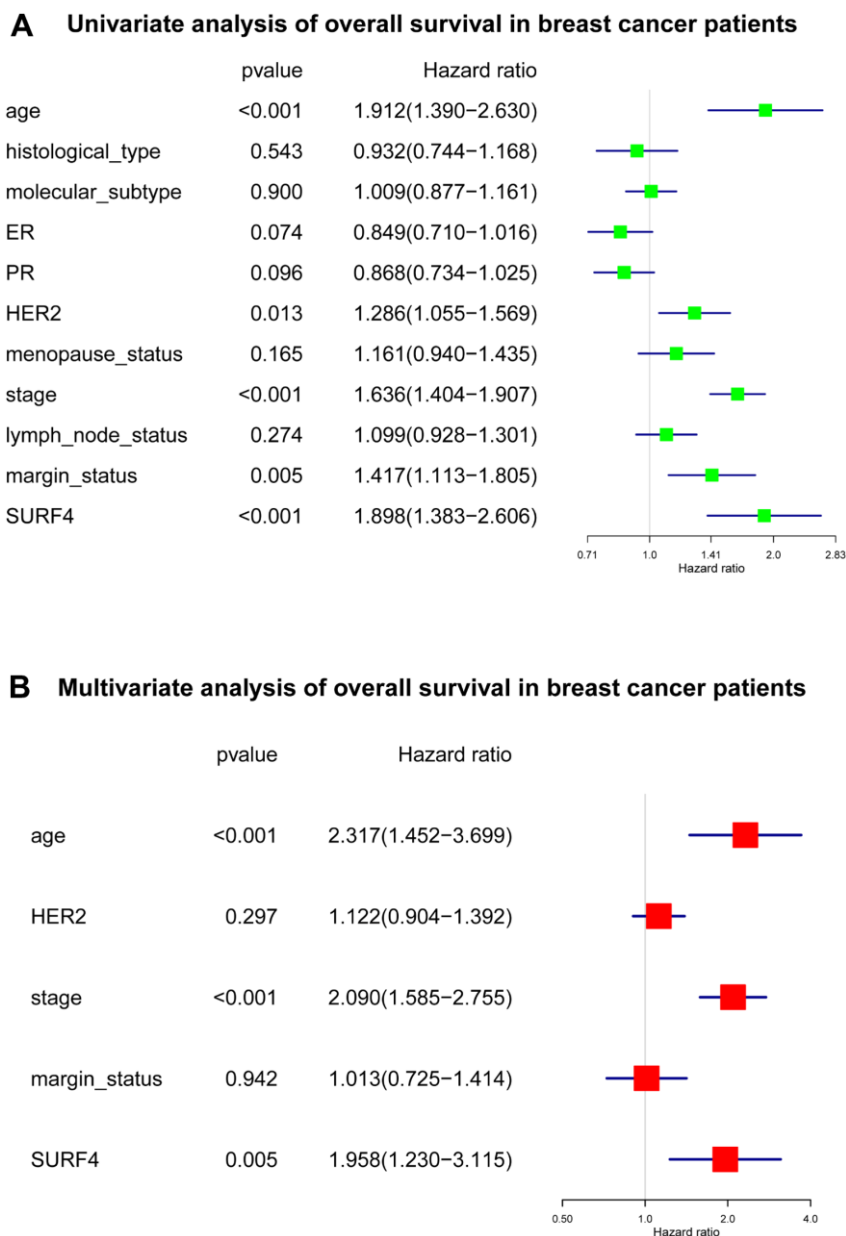 A Univariate analysis of overall survival in breast cancer patients
pvalue Hazard ratio
age <0.001 1.912(1.390−2.630)
histological_type 0.543 0.932(0.744−1.168)
molecular_subtype 0.900 1.009(0.877−1.161)
ER 0.074 0.849(0.710−1.016)
PR 0.096 0.868(0.734−1.025)
HER2 0.013 1.286(1.055−1.569)
menopause_status 0.165 1.161(0.940−1.435)
stage <0.001 1.636(1.404−1.907)
lymph_node_status 0.274 1.099(0.928−1.301)
margin_status 0.005 1.417(1.113−1.805)
SURF4 <0.001 1.898(1.383−2.606)
0.71 1.0 1.41 2.0 2.83
Hazard ratio
B Multivariate analysis of overall survival in breast cancer patients
pvalue Hazard ratio
age <0.001 2.317(1.452−3.699)
HER2 0.297 1.122(0.904−1.392)
stage <0.001 2.090(1.585−2.755)
margin_status 0.942 1.013(0.725−1.414)
SURF4 0.005 1.958(1.230−3.115)
0.50 1.0 2.0 4.0
Hazard ratio